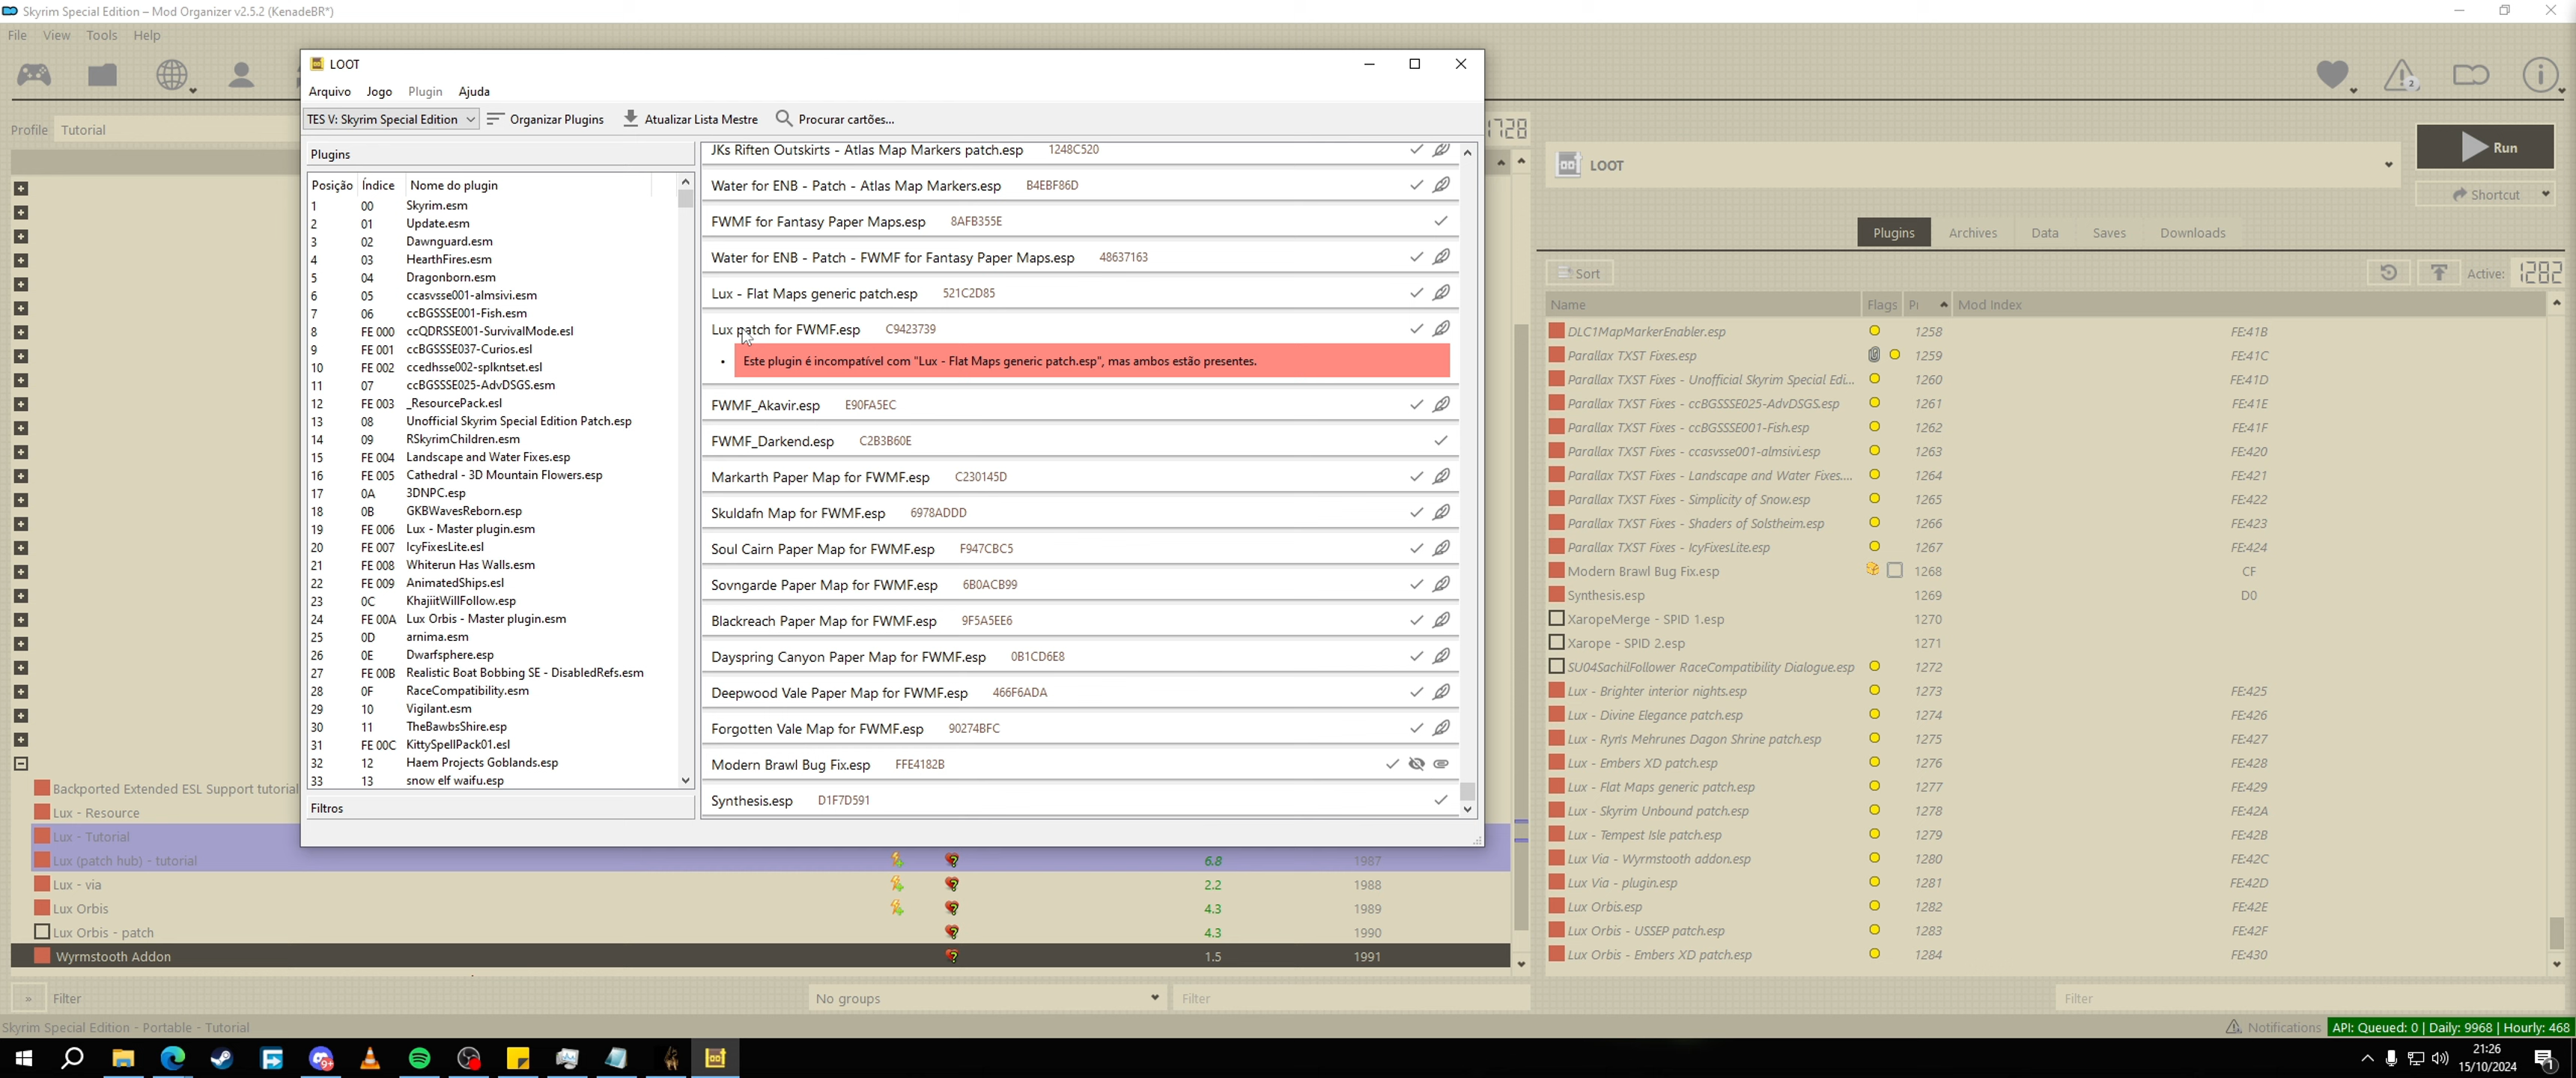 Skyrim Special Edition – Mod Organizer v2.5.2 (KenadeBR*)
File View Tools Help
Profile Tutorial
LOOT
Arquivo Jogo Plugin Ajuda
TES V: Skyrim Special Edition Organizar Plugins Atualizar Lista Mestre Procurar cartões...
Plugins
Posição Índice Nome do plugin
1 00 Skyrim.esm
2 01 Update.esm
3 02 Dawnguard.esm
4 03 HearthFires.esm
5 04 Dragonborn.esm
6 05 ccasvsse001-almsivi.esm
7 06 ccBGSSSE001-Fish.esm
8 FE 000 ccQDRSSE001-SurvivalMode.esl
9 FE 001 ccBGSSSE037-Curios.esl
10 FE 002 ccedhsse002-splkntset.esl
11 07 ccBGSSSE025-AdvDSGS.esm
12 FE 003 _ResourcePack.esl
13 08 Unofficial Skyrim Special Edition Patch.esp
14 09 RSkyrimChildren.esm
15 FE 004 Landscape and Water Fixes.esp
16 FE 005 Cathedral - 3D Mountain Flowers.esp
17 0A 3DNPC.esp
18 0B GKBWavesReborn.esp
19 FE 006 Lux - Master plugin.esm
20 FE 007 IcyFixesLite.esl
21 FE 008 Whiterun Has Walls.esm
22 FE 009 AnimatedShips.esl
23 0C KhajiitWillFollow.esp
24 FE 00A Lux Orbis - Master plugin.esm
25 0D arnima.esm
26 0E Dwarfsphere.esp
27 FE 00B Realistic Boat Bobbing SE - DisabledRefs.esm
28 0F RaceCompatibility.esm
29 10 Vigilant.esm
30 11 TheBawbsShire.esp
31 FE 00C KittySpellPack01.esl
32 12 Haem Projects Goblands.esp
33 13 snow elf waifu.esp
Filtros
JKs Riften Outskirts - Atlas Map Markers patch.esp 1248C520
Water for ENB - Patch - Atlas Map Markers.esp B4EBF86D
FWMF for Fantasy Paper Maps.esp 8AFB355E
Water for ENB - Patch - FWMF for Fantasy Paper Maps.esp 48637163
Lux - Flat Maps generic patch.esp 521C2D85
Lux patch for FWMF.esp C9423739
• Este plugin é incompatível com "Lux - Flat Maps generic patch.esp", mas ambos estão presentes.
FWMF_Akavir.esp E90FA5EC
FWMF_Darkend.esp C2B3B60E
Markarth Paper Map for FWMF.esp C230145D
Skuldafn Map for FWMF.esp 6978ADDD
Soul Cairn Paper Map for FWMF.esp F947CBC5
Sovngarde Paper Map for FWMF.esp 6B0ACB99
Blackreach Paper Map for FWMF.esp 9F5A5EE6
Dayspring Canyon Paper Map for FWMF.esp 0B1CD6E8
Deepwood Vale Paper Map for FWMF.esp 466F6ADA
Forgotten Vale Map for FWMF.esp 90274BFC
Modern Brawl Bug Fix.esp FFE4182B
Synthesis.esp D1F7D591
Backported Extended ESL Support tutorial
Lux - Resource
Lux - Tutorial
Lux (patch hub) - tutorial 6.8 1987
Lux - via 2.2 1988
Lux Orbis 4.3 1989
Lux Orbis - patch 4.3 1990
Wyrmstooth Addon 1.5 1991
» Filter No groups Filter
1728
LOOT
Run
Shortcut
Plugins Archives Data Saves Downloads
Sort Active: 1282
Name Flags Pi Mod Index
DLC1MapMarkerEnabler.esp 1258 FE:41B
Parallax TXST Fixes.esp 1259 FE:41C
Parallax TXST Fixes - Unofficial Skyrim Special Edi... 1260 FE:41D
Parallax TXST Fixes - ccBGSSSE025-AdvDSGS.esp 1261 FE:41E
Parallax TXST Fixes - ccBGSSSE001-Fish.esp 1262 FE:41F
Parallax TXST Fixes - ccasvsse001-almsivi.esp 1263 FE:420
Parallax TXST Fixes - Landscape and Water Fixes.... 1264 FE:421
Parallax TXST Fixes - Simplicity of Snow.esp 1265 FE:422
Parallax TXST Fixes - Shaders of Solstheim.esp 1266 FE:423
Parallax TXST Fixes - IcyFixesLite.esp 1267 FE:424
Modern Brawl Bug Fix.esp 1268 CF
Synthesis.esp 1269 D0
XaropeMerge - SPID 1.esp 1270
Xarope - SPID 2.esp 1271
SU04SachilFollower RaceCompatibility Dialogue.esp 1272
Lux - Brighter interior nights.esp 1273 FE:425
Lux - Divine Elegance patch.esp 1274 FE:426
Lux - Ryn's Mehrunes Dagon Shrine patch.esp 1275 FE:427
Lux - Embers XD patch.esp 1276 FE:428
Lux - Flat Maps generic patch.esp 1277 FE:429
Lux - Skyrim Unbound patch.esp 1278 FE:42A
Lux - Tempest Isle patch.esp 1279 FE:42B
Lux Via - Wyrmstooth addon.esp 1280 FE:42C
Lux Via - plugin.esp 1281 FE:42D
Lux Orbis.esp 1282 FE:42E
Lux Orbis - USSEP patch.esp 1283 FE:42F
Lux Orbis - Embers XD patch.esp 1284 FE:430
Filter
Skyrim Special Edition - Portable - Tutorial
Notifications API: Queued: 0 | Daily: 9968 | Hourly: 468
21:26
15/10/2024